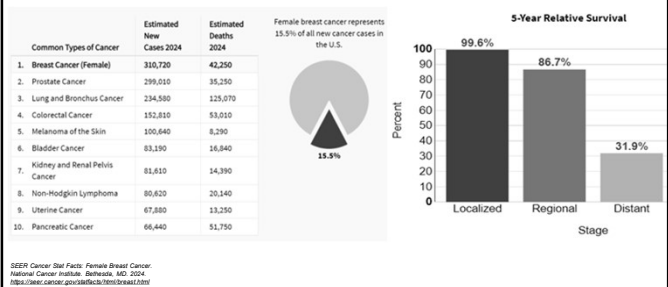 Estimated Estimated
New Deaths
Common Types of Cancer Cases 2024 2024
1. Breast Cancer (Female) 310,720 42,250
2. Prostate Cancer 299,010 35,250
3. Lung and Bronchus Cancer 234,580 125,070
4. Colorectal Cancer 152,810 53,010
5. Melanoma of the Skin 100,640 8,290
6. Bladder Cancer 83,190 16,840
7. Kidney and Renal Pelvis Cancer 81,610 14,390
8. Non-Hodgkin Lymphoma 80,620 20,140
9. Uterine Cancer 67,880 13,250
10. Pancreatic Cancer 66,440 51,750
Female breast cancer represents
15.5% of all new cancer cases in
the U.S.
15.5%
5-Year Relative Survival
Percent
100
90
80
70
60
50
40
30
20
10
0
99.6%
86.7%
31.9%
Localized Regional Distant
Stage
SEER Cancer Stat Facts: Female Breast Cancer.
National Cancer Institute. Bethesda, MD. 2024.
https://seer.cancer.gov/statfacts/html/breast.html